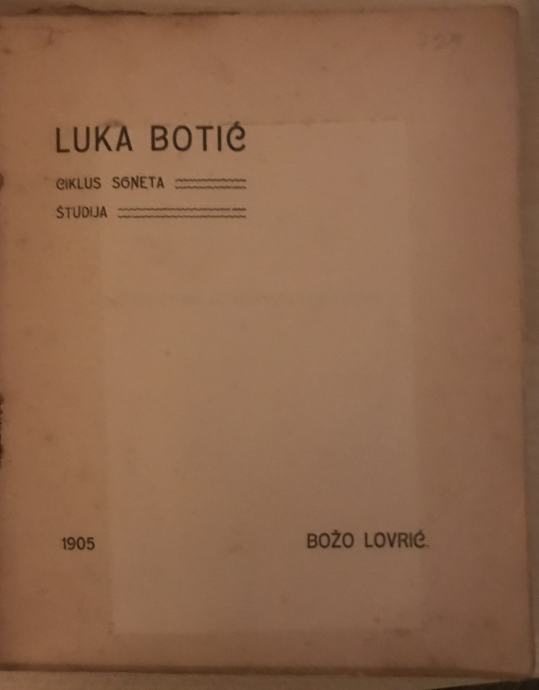 LUKA BOTIĆ
CIKLUS SONETA
ŠTUDIJA
1905
BOŽO LOVRIĆ.